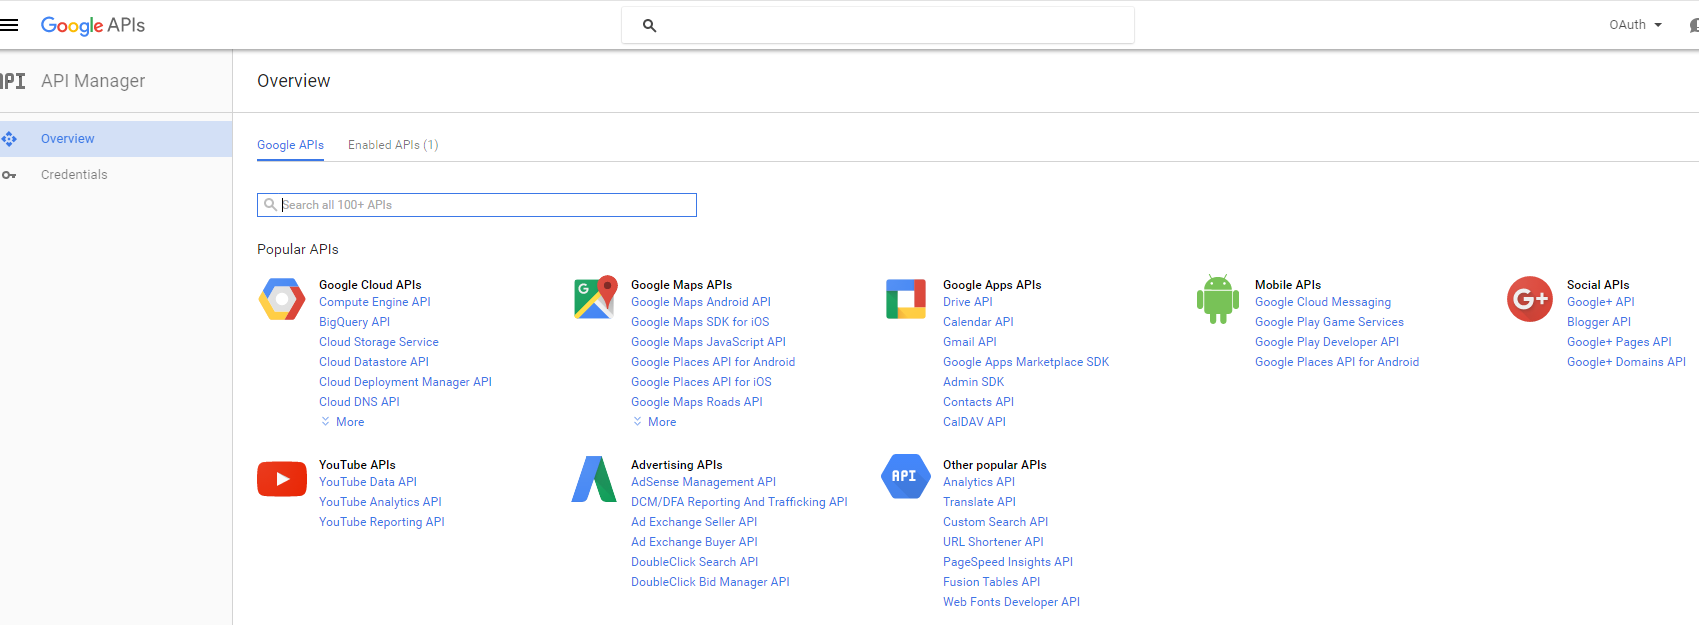 Google APIs
OAuth
API API Manager
Overview
Credentials
Overview
Google APIs
Enabled APIs (1)
Search all 100+ APIs
Popular APIs
Google Cloud APIs
Compute Engine API
BigQuery API
Cloud Storage Service
Cloud Datastore API
Cloud Deployment Manager API
Cloud DNS API
More
G
Google Maps APIs
Google Maps Android API
Google Maps SDK for iOS
Google Maps JavaScript API
Google Places API for Android
Google Places API for iOS
Google Maps Roads API
More
Google Apps APIs
Drive API
Calendar API
Gmail API
Google Apps Marketplace SDK
Admin SDK
Contacts API
CalDAV API
Mobile APIs
Google Cloud Messaging
Google Play Game Services
Google Play Developer API
Google Places API for Android
G+
Social APIs
Google+ API
Blogger API
Google+ Pages API
Google+ Domains API
YouTube APIs
YouTube Data API
YouTube Analytics API
YouTube Reporting API
Advertising APIs
AdSense Management API
DCM/DFA Reporting And Trafficking API
Ad Exchange Seller API
Ad Exchange Buyer API
DoubleClick Search API
DoubleClick Bid Manager API
API
Other popular APIs
Analytics API
Translate API
Custom Search API
URL Shortener API
PageSpeed Insights API
Fusion Tables API
Web Fonts Developer API